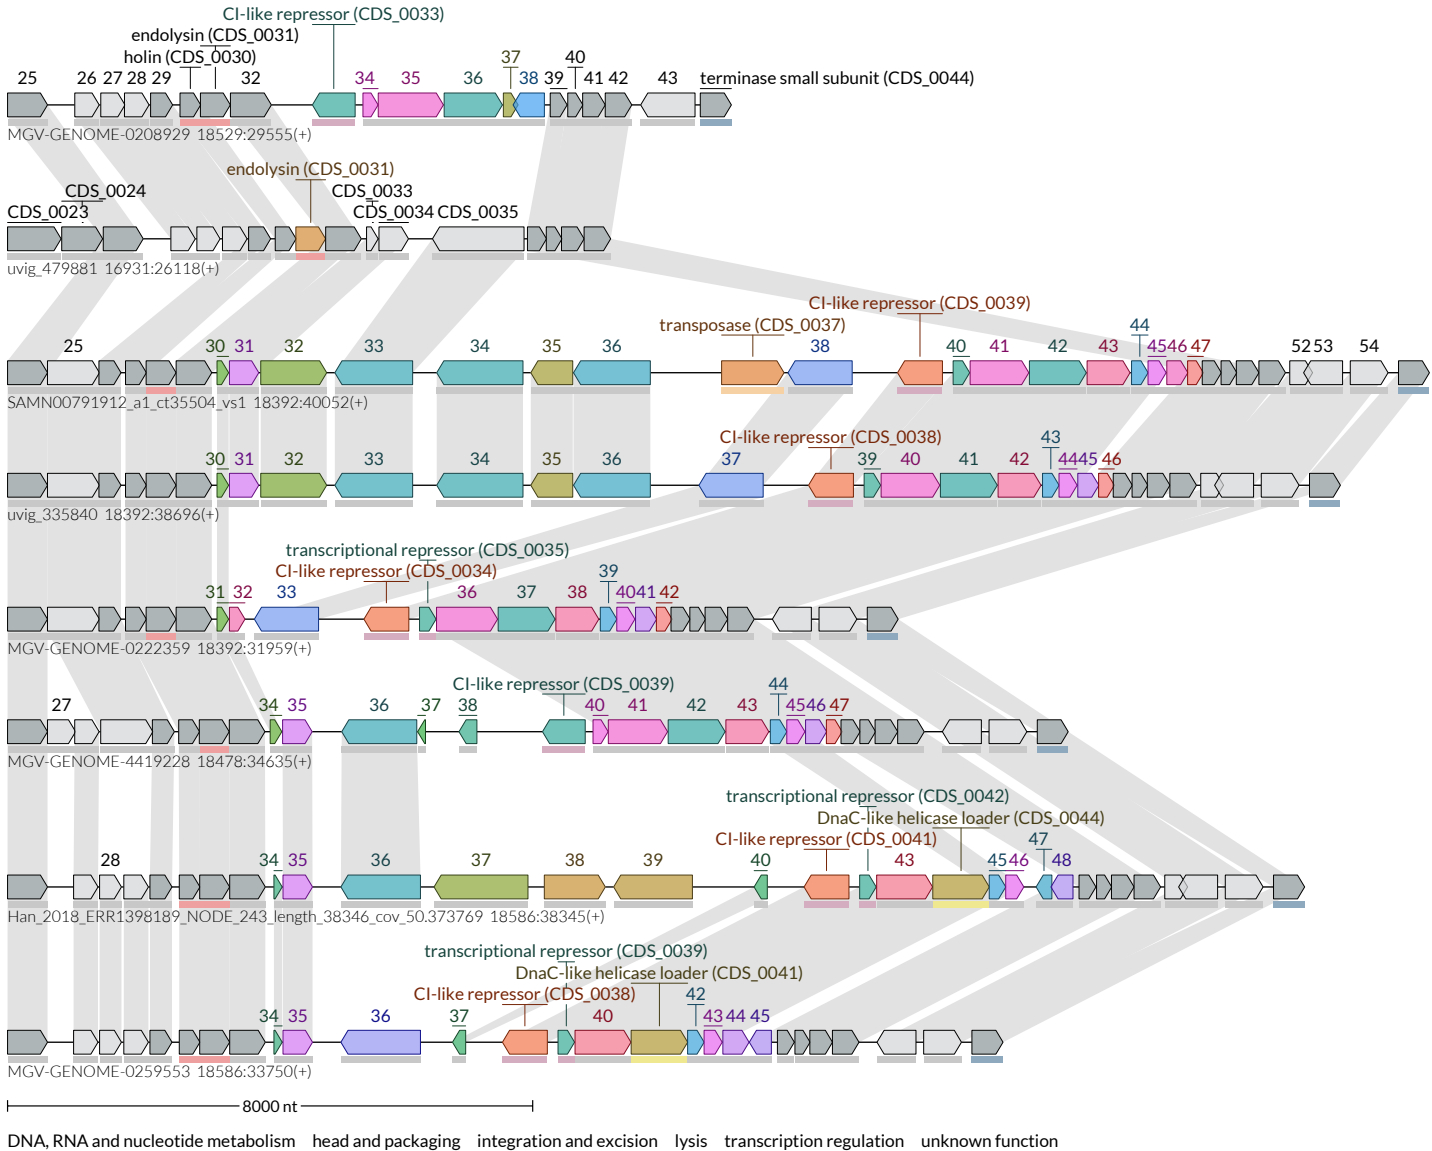 CI-like repressor (CDS_0033)
endolysin (CDS_0031)
holin (CDS_0030)
37 40
25 26 27 28 29 32 34 35 36 38 39 41 42 43 terminase small subunit (CDS_0044)
MGV-GENOME-0208929 18529:29555(+)
endolysin (CDS_0031)
CDS_0024 CDS_0033
CDS_0023 CDS_0034 CDS_0035
uvig_479881 16931:26118(+)
CI-like repressor (CDS_0039)
transposase (CDS_0037) 44
25 30 31 32 33 34 35 36 38 40 41 42 43 45 46 47 52 53 54
SAMN00791912_a1_ct35504_vs1 18392:40052(+)
CI-like repressor (CDS_0038) 43
30 31 32 33 34 35 36 37 39 40 41 42 44 45 46
uvig_335840 18392:38696(+)
transcriptional repressor (CDS_0035)
CI-like repressor (CDS_0034) 39
31 32 33 36 37 38 40 41 42
MGV-GENOME-0222359 18392:31959(+)
CI-like repressor (CDS_0039) 44
27 34 35 36 37 38 40 41 42 43 45 46 47
MGV-GENOME-4419228 18478:34635(+)
transcriptional repressor (CDS_0042)
DnaC-like helicase loader (CDS_0044)
CI-like repressor (CDS_0041) 47
28 34 35 36 37 38 39 40 43 45 46 48
Han_2018_ERR1398189_NODE_243_length_38346_cov_50.373769 18586:38345(+)
transcriptional repressor (CDS_0039)
DnaC-like helicase loader (CDS_0041)
CI-like repressor (CDS_0038) 42
34 35 36 37 40 43 44 45
MGV-GENOME-0259553 18586:33750(+)
8000 nt
DNA, RNA and nucleotide metabolism head and packaging integration and excision lysis transcription regulation unknown function